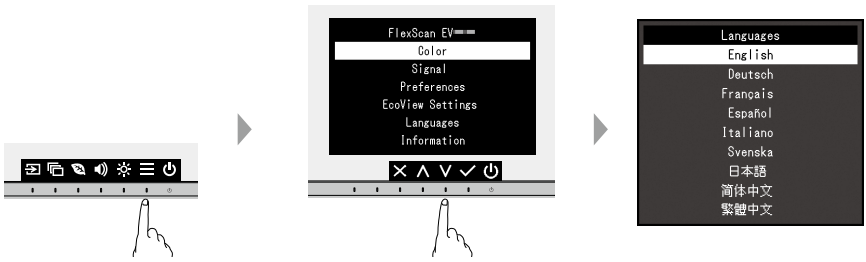 FlexScan EV
Color
Signal
Preferences
EcoView Settings
Languages
Information
Languages
English
Deutsch
Français
Español
Italiano
Svenska
日本語
简体中文
繁體中文